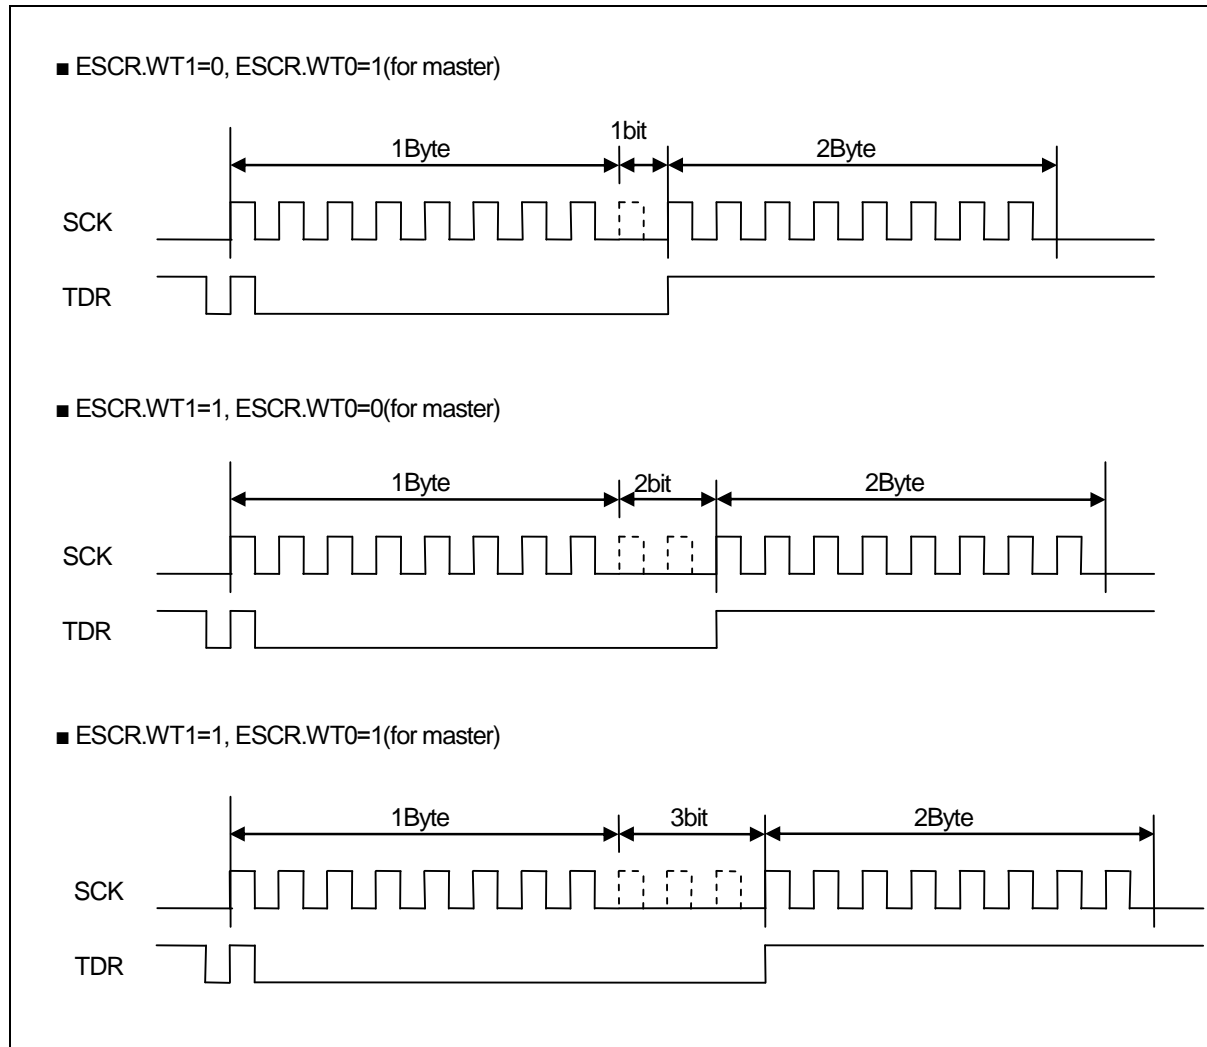 ■ ESCR.WT1=0, ESCR.WT0=1(for master)
1Byte 1bit 2Byte
SCK
TDR
■ ESCR.WT1=1, ESCR.WT0=0(for master)
1Byte 2bit 2Byte
SCK
TDR
■ ESCR.WT1=1, ESCR.WT0=1(for master)
1Byte 3bit 2Byte
SCK
TDR